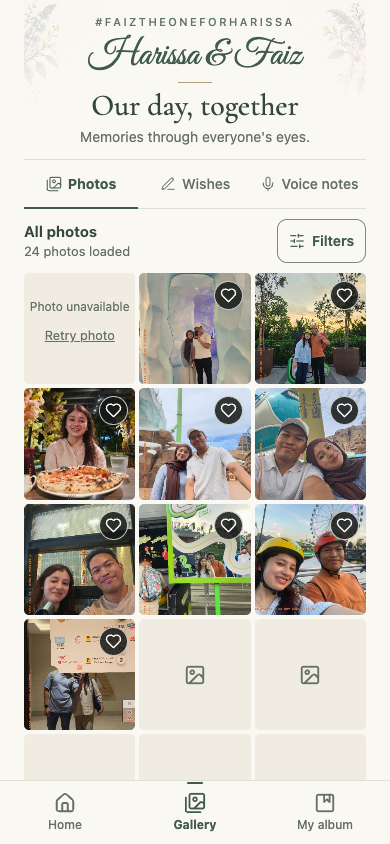 #FAIZTHEONEFORHARISSA
Harissa & Faiz
Our day, together
Memories through everyone's eyes.
Photos
Wishes
Voice notes
All photos
24 photos loaded
Filters
Photo unavailable
Retry photo
Home
Gallery
My album